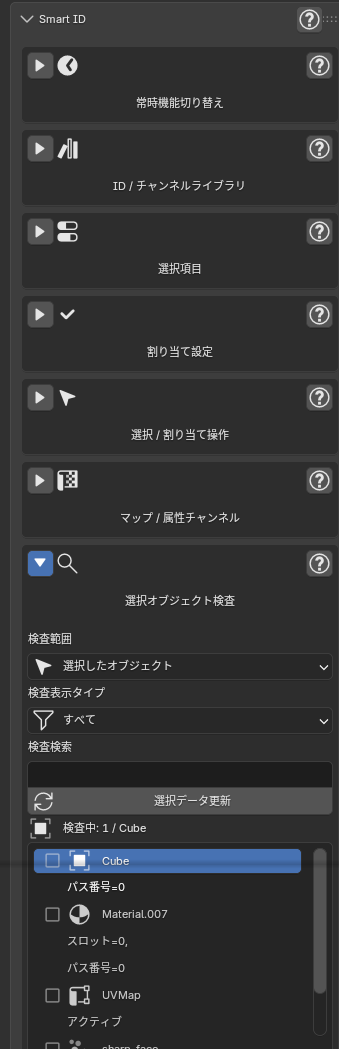 Smart ID
常時機能切り替え
ID / チャンネルライブラリ
選択項目
割り当て設定
選択 / 割り当て操作
マップ / 属性チャンネル
選択オブジェクト検査
検査範囲
選択したオブジェクト
検査表示タイプ
すべて
検査検索
選択データ更新
検査中: 1 / Cube
Cube
パス番号=0
Material.007
スロット=0,
パス番号=0
UVMap
アクティブ
sharp_face